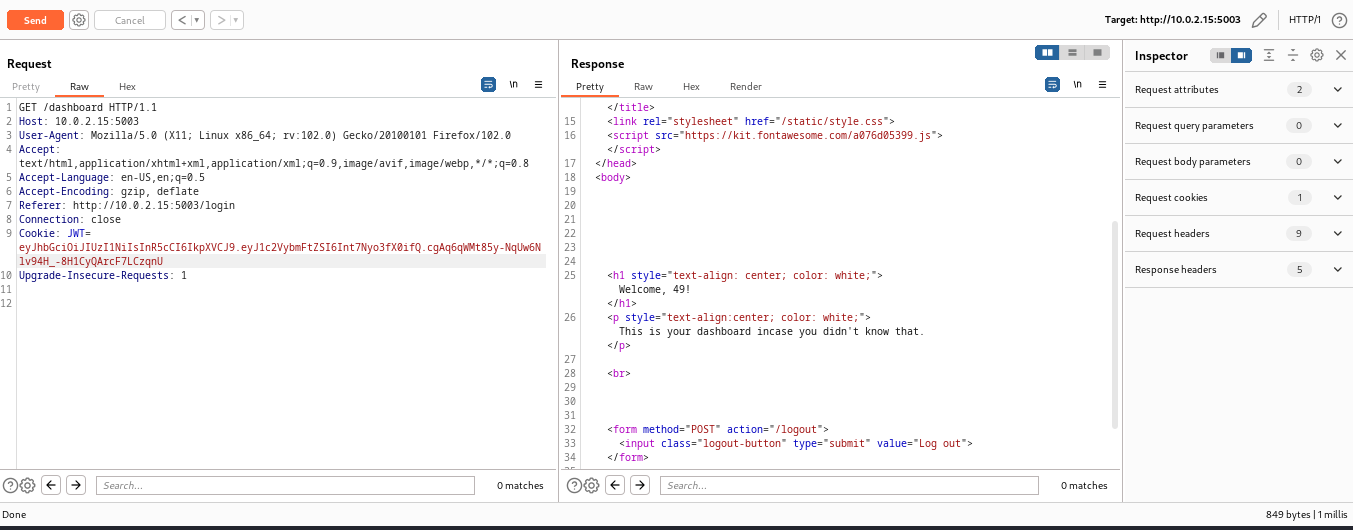 Send Cancel < > Target: http://10.0.2.15:5003 HTTP/1
Request
Pretty Raw Hex \n
1 GET /dashboard HTTP/1.1
2 Host: 10.0.2.15:5003
3 User-Agent: Mozilla/5.0 (X11; Linux x86_64; rv:102.0) Gecko/20100101 Firefox/102.0
4 Accept:
text/html,application/xhtml+xml,application/xml;q=0.9,image/avif,image/webp,*/*;q=0.8
5 Accept-Language: en-US,en;q=0.5
6 Accept-Encoding: gzip, deflate
7 Referer: http://10.0.2.15:5003/login
8 Connection: close
9 Cookie: JWT=
eyJhbGciOiJIUzI1NiIsInR5cCI6IkpXVCJ9.eyJ1c2VybmFtZSI6Int7Nyo3fX0ifQ.cgAq6qWMt85y-NqUw6N
lv94H_-8H1CyQArcF7LCzqnU
10 Upgrade-Insecure-Requests: 1
11
12
Search... 0 matches
Response
Pretty Raw Hex Render \n
</title>
15 <link rel="stylesheet" href="/static/style.css">
16 <script src="https://kit.fontawesome.com/a076d05399.js">
</script>
17 </head>
18 <body>
19
20
21
22
23
24
25 <h1 style="text-align: center; color: white;">
Welcome, 49!
</h1>
26 <p style="text-align:center; color: white;">
This is your dashboard incase you didn't know that.
</p>
27
28 <br>
29
30
31
32 <form method="POST" action="/logout">
33 <input class="logout-button" type="submit" value="Log out">
34 </form>
Search... 0 matches
Inspector
Request attributes 2
Request query parameters 0
Request body parameters 0
Request cookies 1
Request headers 9
Response headers 5
Done 849 bytes | 1 millis